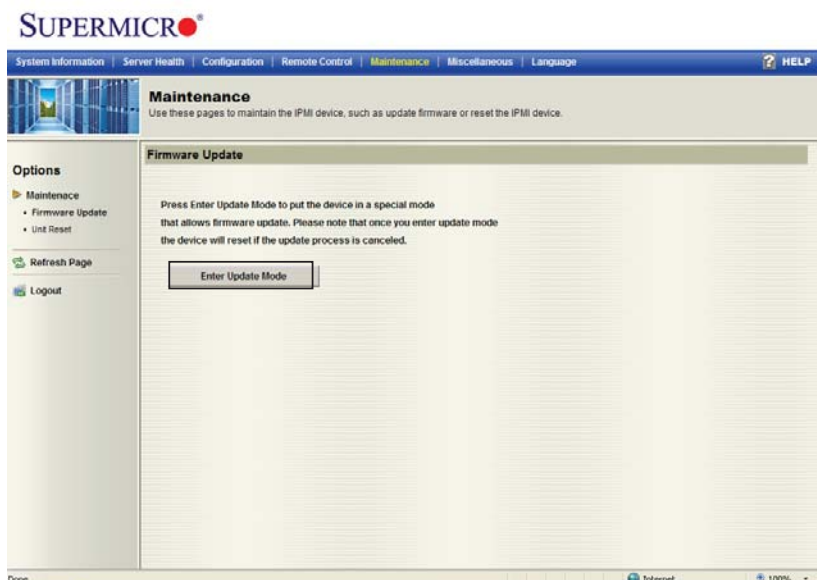 SUPERMICRO®
System Information | Server Health | Configuration | Remote Control | Maintenance | Miscellaneous | Language HELP
Maintenance
Use these pages to maintain the IPMI device, such as update firmware or reset the IPMI device.
Options
Maintenace
• Firmware Update
• Unit Reset
Refresh Page
Logout
Firmware Update
Press Enter Update Mode to put the device in a special mode
that allows firmware update. Please note that once you enter update mode
the device will reset if the update process is canceled.
Enter Update Mode
Done Internet 100%